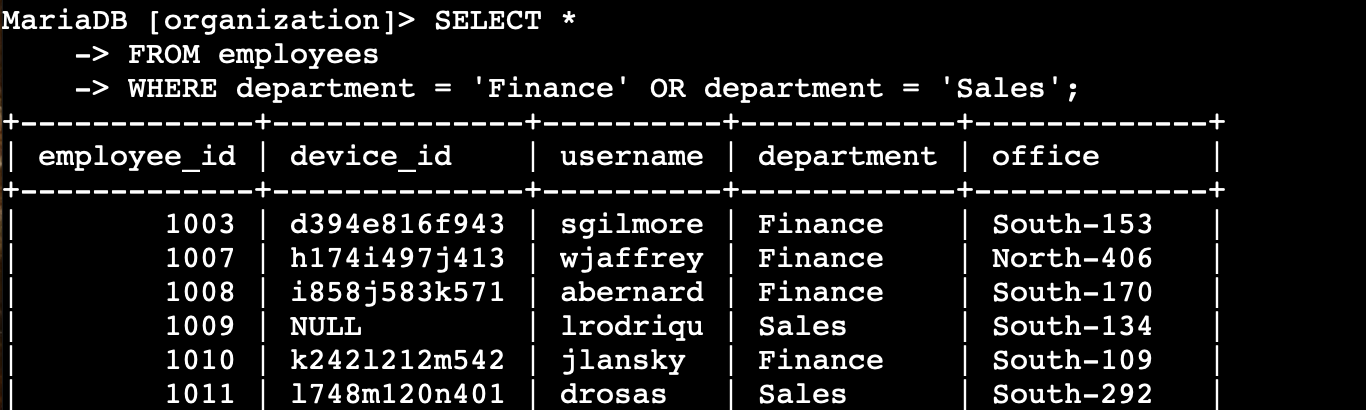 MariaDB [organization]> SELECT *
    -> FROM employees
    -> WHERE department = 'Finance' OR department = 'Sales';
+-------------+--------------+----------+------------+-------------+
| employee_id | device_id    | username | department | office      |
+-------------+--------------+----------+------------+-------------+
|        1003 | d394e816f943 | sgilmore | Finance    | South-153   |
|        1007 | h174i497j413 | wjaffrey | Finance    | North-406   |
|        1008 | i858j583k571 | abernard | Finance    | South-170   |
|        1009 | NULL         | lrodriqu | Sales      | South-134   |
|        1010 | k242l212m542 | jlansky  | Finance    | South-109   |
|        1011 | l748m120n401 | drosas   | Sales      | South-292   |